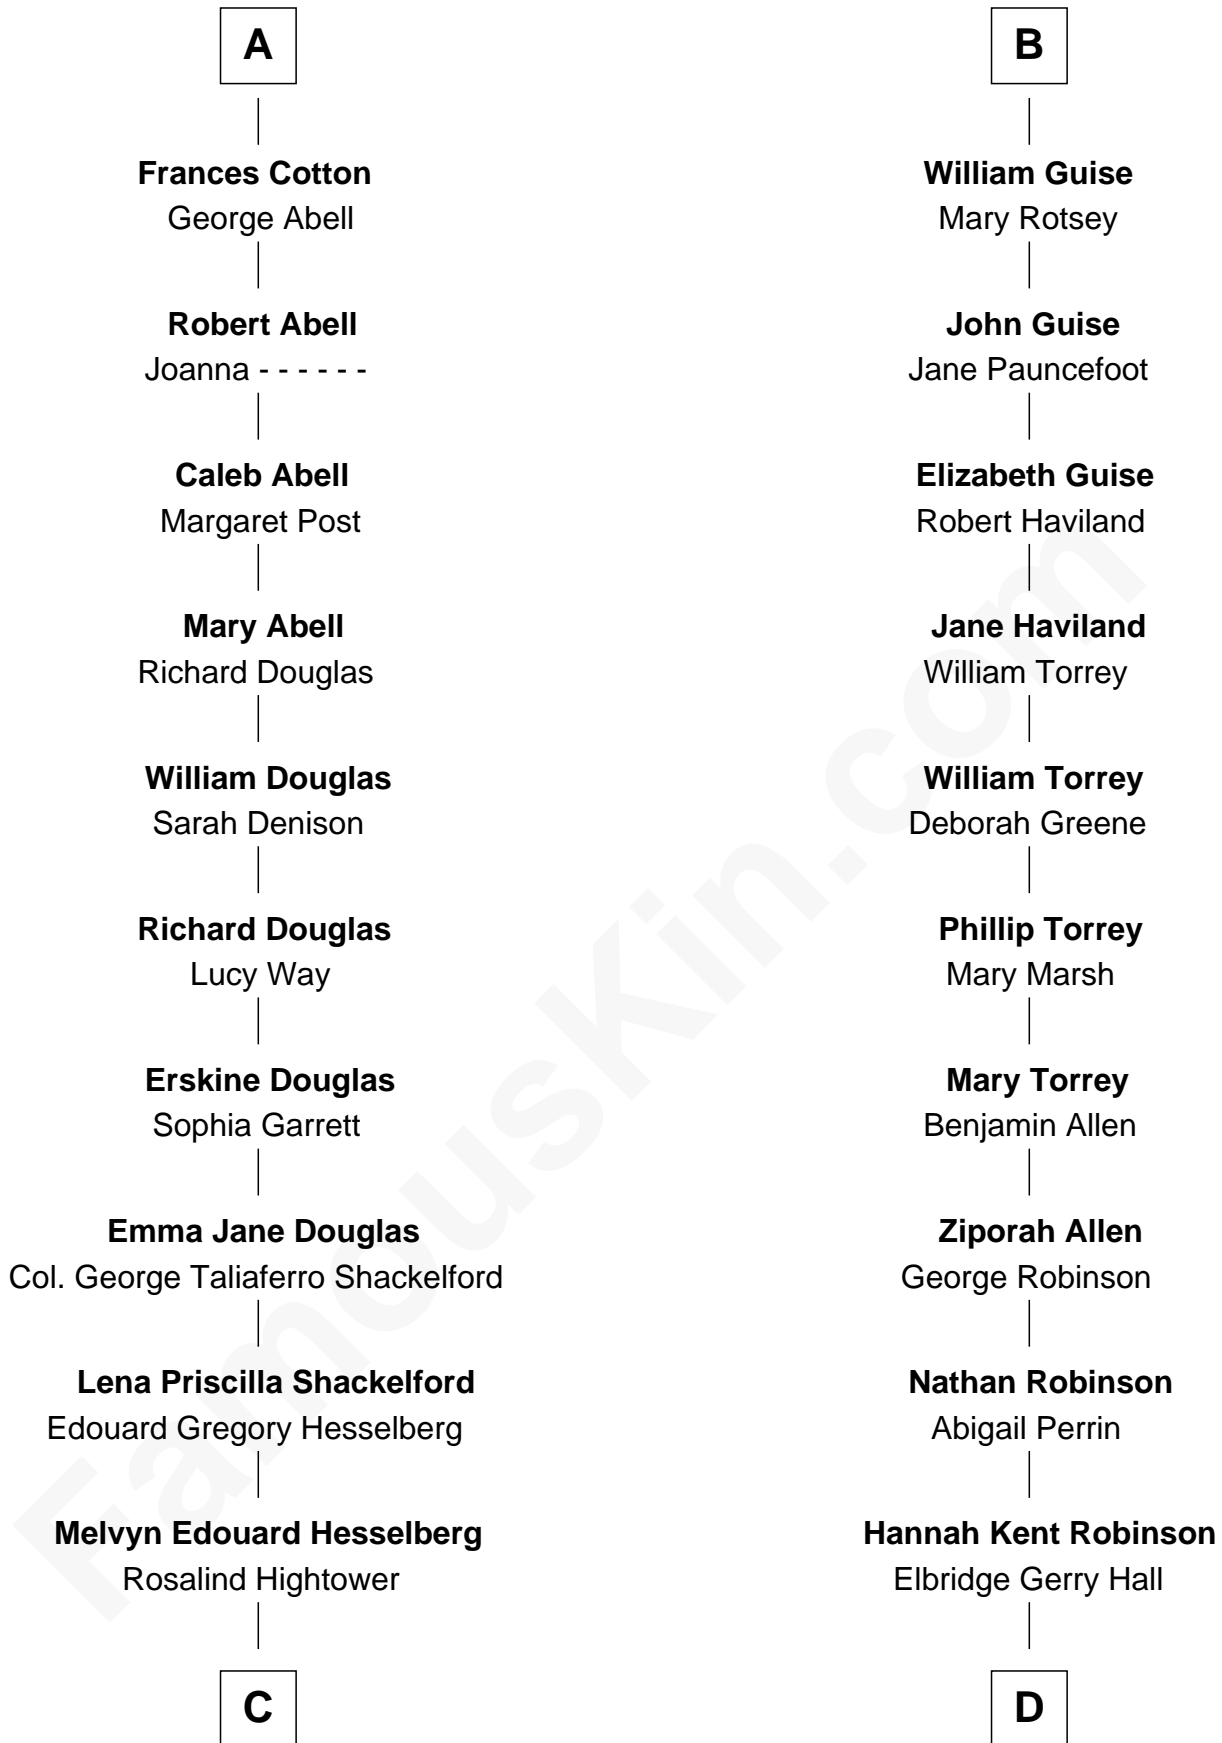 A
Frances Cotton
George Abell
Robert Abell
Joanna - - - - - -
Caleb Abell
Margaret Post
Mary Abell
Richard Douglas
William Douglas
Sarah Denison
Richard Douglas
Lucy Way
Erskine Douglas
Sophia Garrett
Emma Jane Douglas
Col. George Taliaferro Shackelford
Lena Priscilla Shackelford
Edouard Gregory Hesselberg
Melvyn Edouard Hesselberg
Rosalind Hightower
C
B
William Guise
Mary Rotsey
John Guise
Jane Pauncefoot
Elizabeth Guise
Robert Haviland
Jane Haviland
William Torrey
William Torrey
Deborah Greene
Phillip Torrey
Mary Marsh
Mary Torrey
Benjamin Allen
Ziporah Allen
George Robinson
Nathan Robinson
Abigail Perrin
Hannah Kent Robinson
Elbridge Gerry Hall
D
FamousKin.com